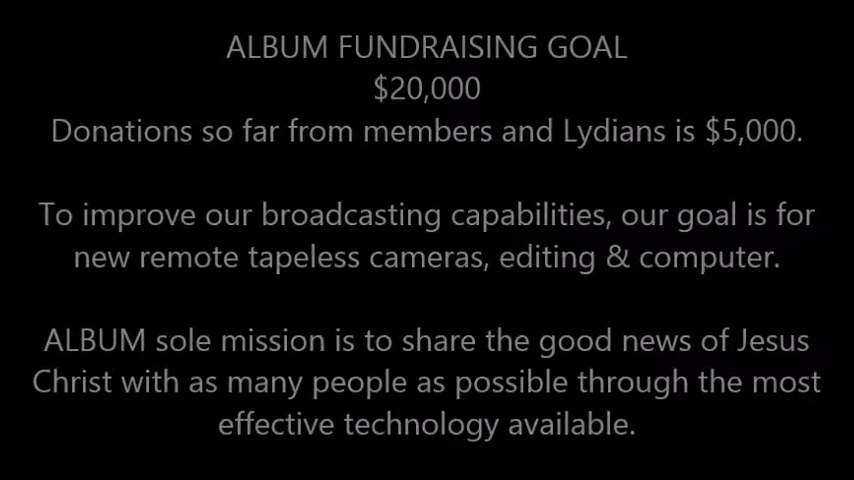 ALBUM FUNDRAISING GOAL
$20,000
Donations so far from members and Lydians is $5,000.
To improve our broadcasting capabilities, our goal is for
new remote tapeless cameras, editing & computer.
ALBUM sole mission is to share the good news of Jesus
Christ with as many people as possible through the most
effective technology available.